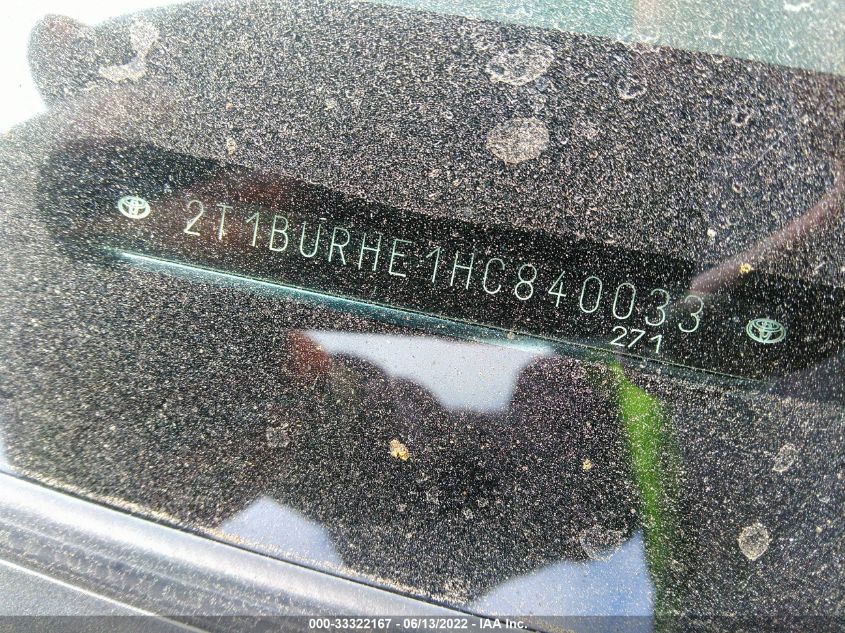 2T1BURHE1HC840033
271
000-33322167 - 06/13/2022 - IAA Inc.